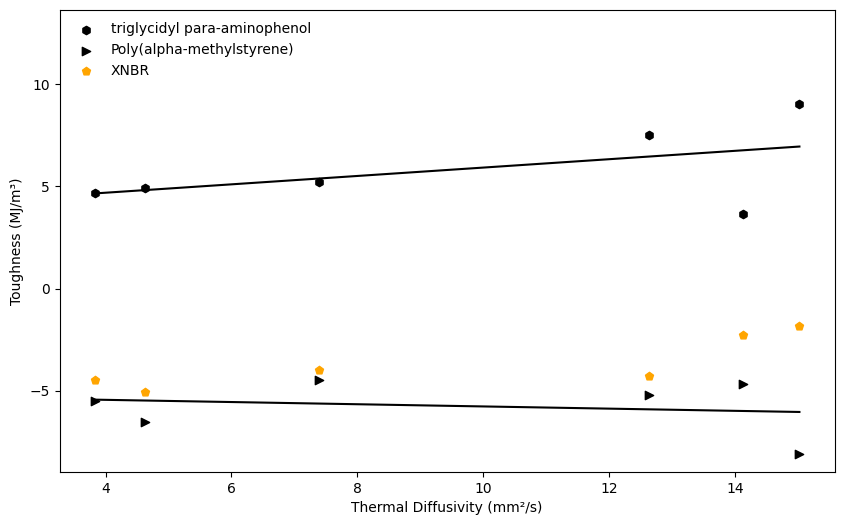 triglycidyl para-aminophenol
Poly(alpha-methylstyrene)
XNBR
10
5
0
−5
Toughness (MJ/m³)
4 6 8 10 12 14
Thermal Diffusivity (mm²/s)